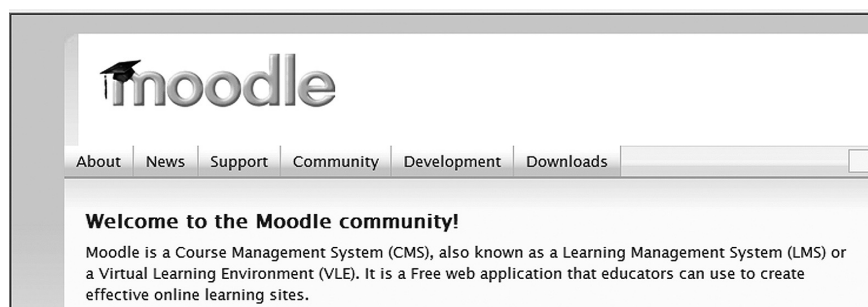 moodle
About News Support Community Development Downloads
Welcome to the Moodle community!
Moodle is a Course Management System (CMS), also known as a Learning Management System (LMS) or
a Virtual Learning Environment (VLE). It is a Free web application that educators can use to create
effective online learning sites.